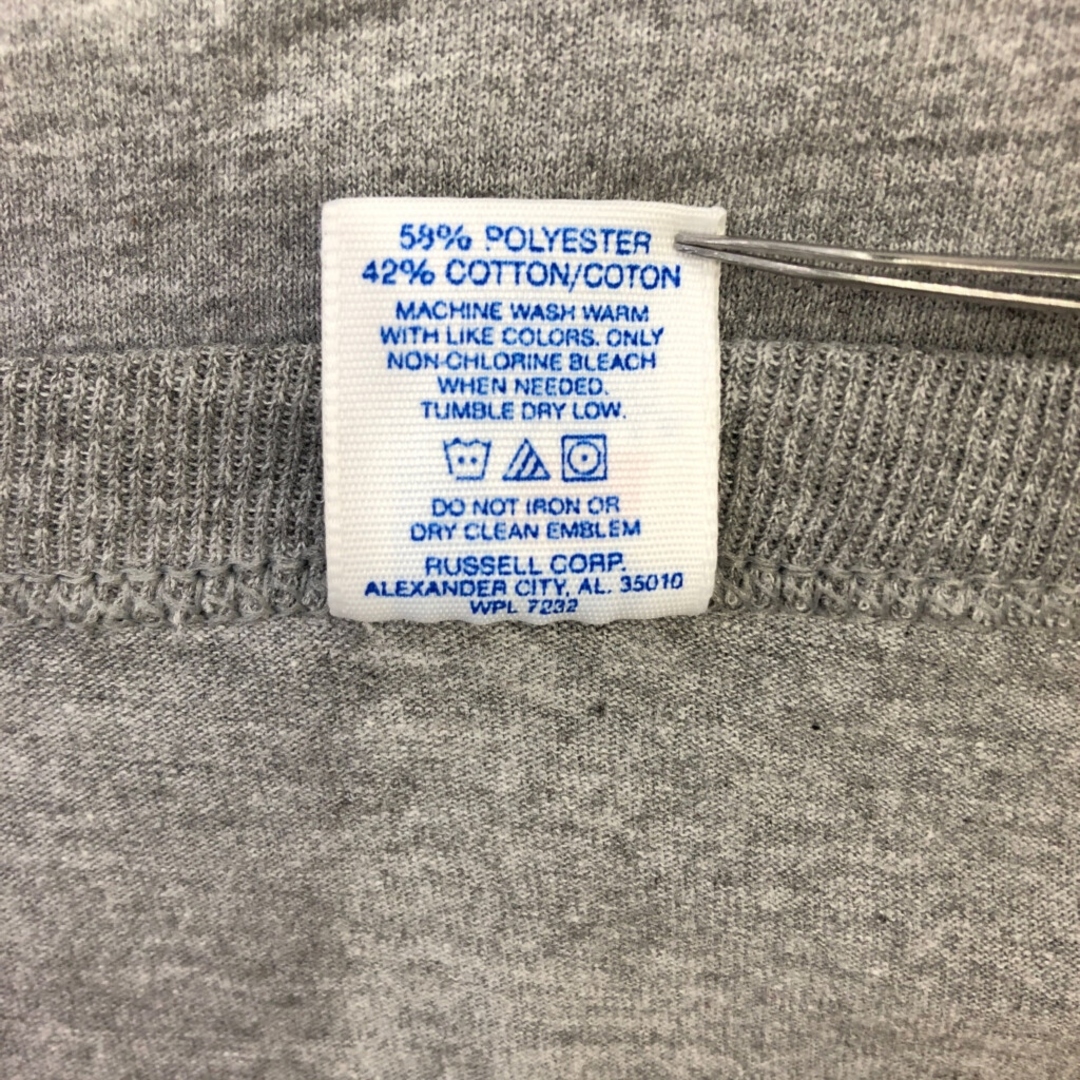 58% POLYESTER
42% COTTON/COTON
MACHINE WASH WARM
WITH LIKE COLORS. ONLY
NON-CHLORINE BLEACH
WHEN NEEDED.
TUMBLE DRY LOW.
DO NOT IRON OR
DRY CLEAN EMBLEM
RUSSELL CORP.
ALEXANDER CITY, AL. 35010
WPL 7232